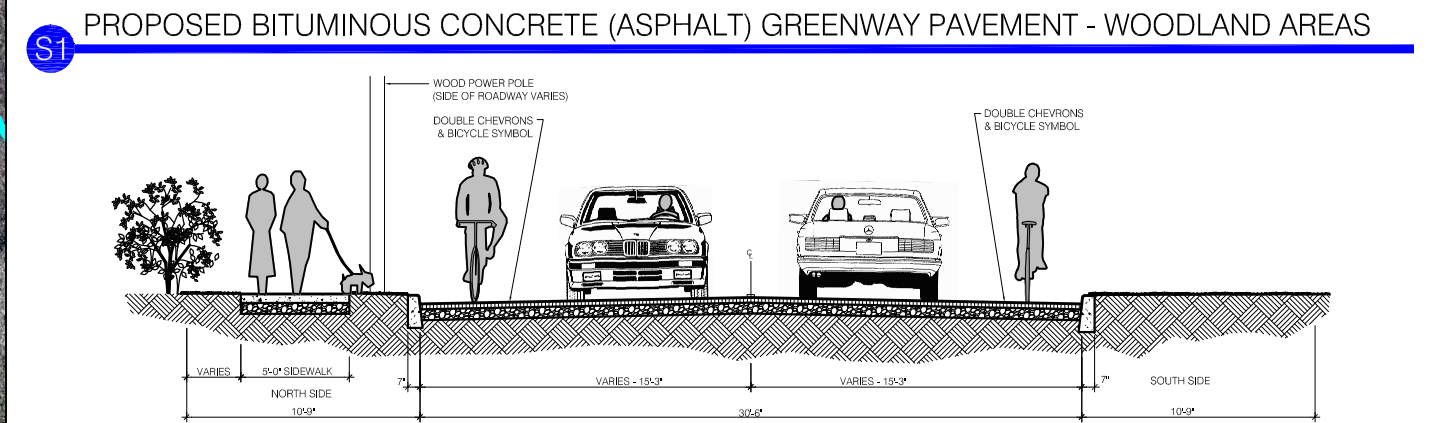 S1
PROPOSED BITUMINOUS CONCRETE (ASPHALT) GREENWAY PAVEMENT - WOODLAND AREAS
WOOD POWER POLE
(SIDE OF ROADWAY VARIES)
DOUBLE CHEVRONS
& BICYCLE SYMBOL
DOUBLE CHEVRONS
& BICYCLE SYMBOL
VARIES
5'-0" SIDEWALK
7"
VARIES - 15'-3"
VARIES - 15'-3"
7"
NORTH SIDE
SOUTH SIDE
10'-9"
30'-6"
10'-9"